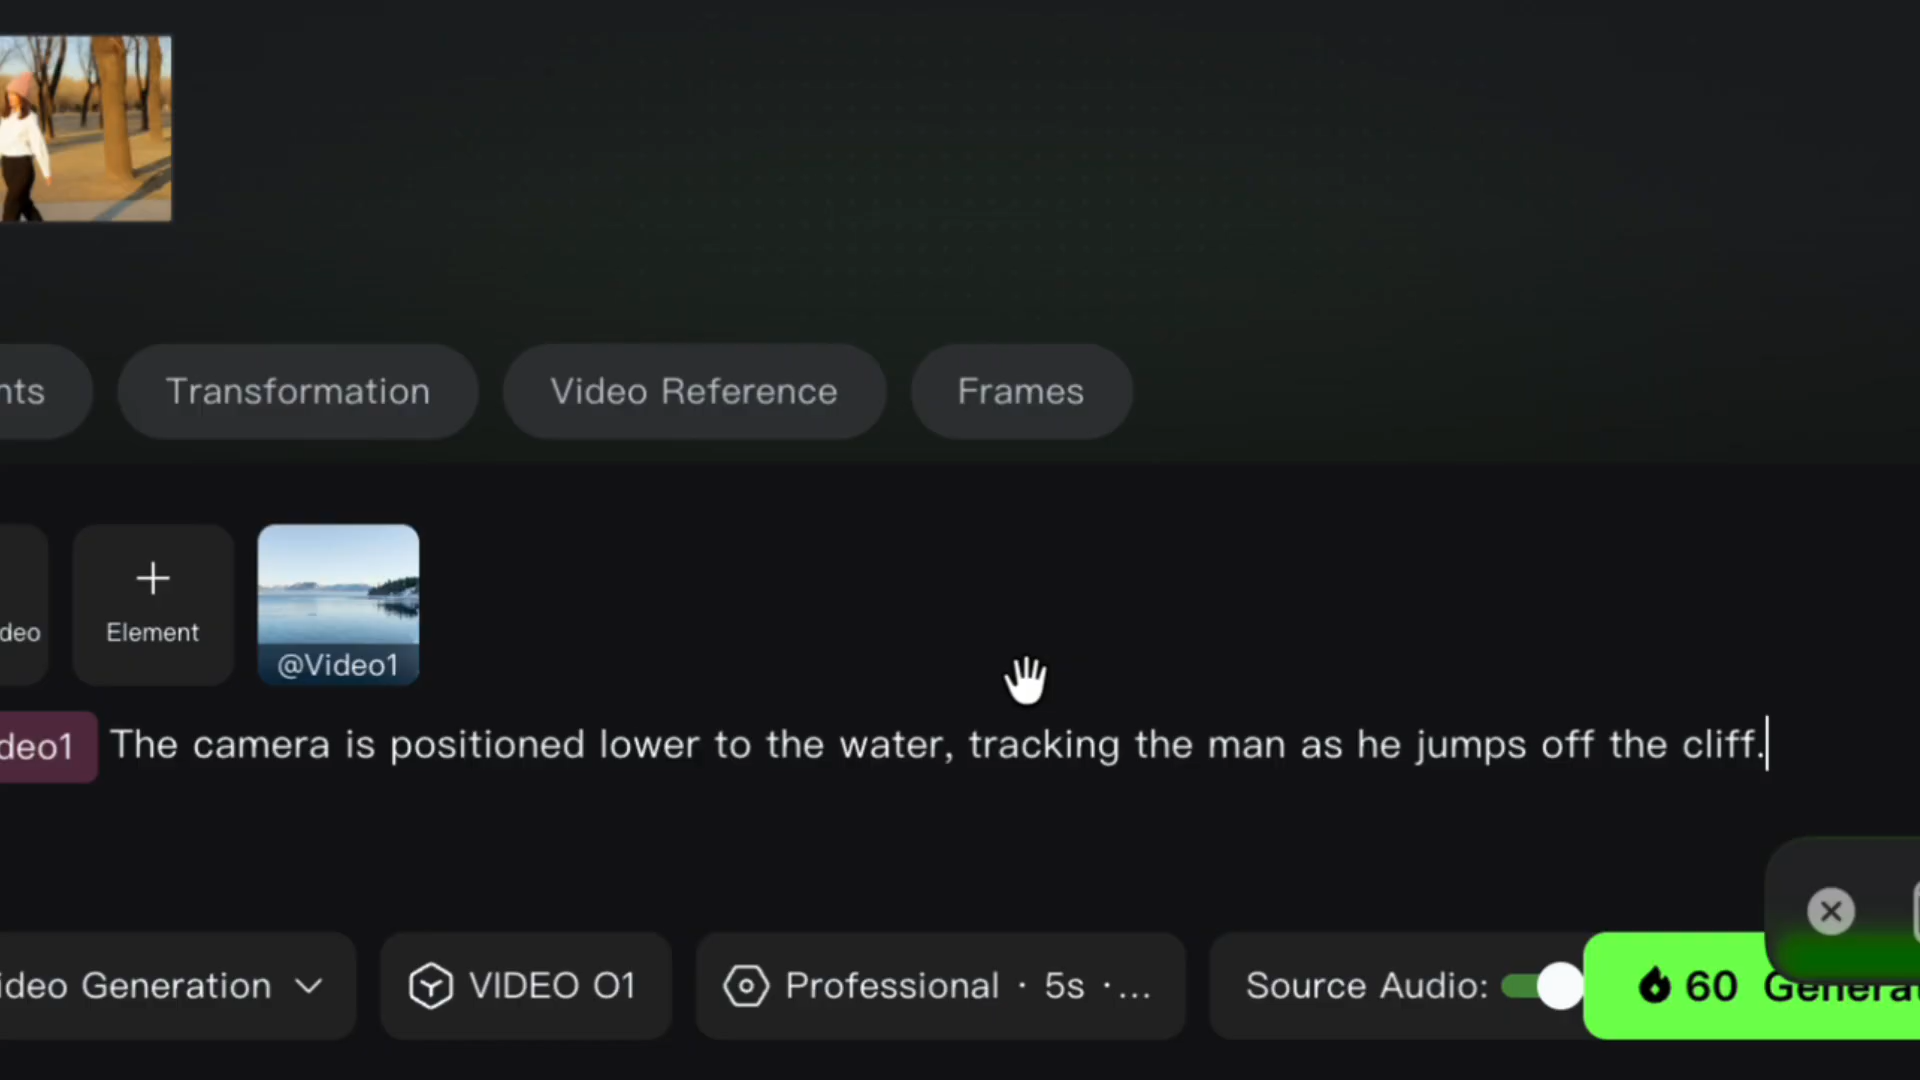 nts
Transformation
Video Reference
Frames
deo
Element
@Video1
deo1 The camera is positioned lower to the water, tracking the man as he jumps off the cliff.
ideo Generation
VIDEO O1
Professional · 5s ·...
Source Audio:
60 Generat